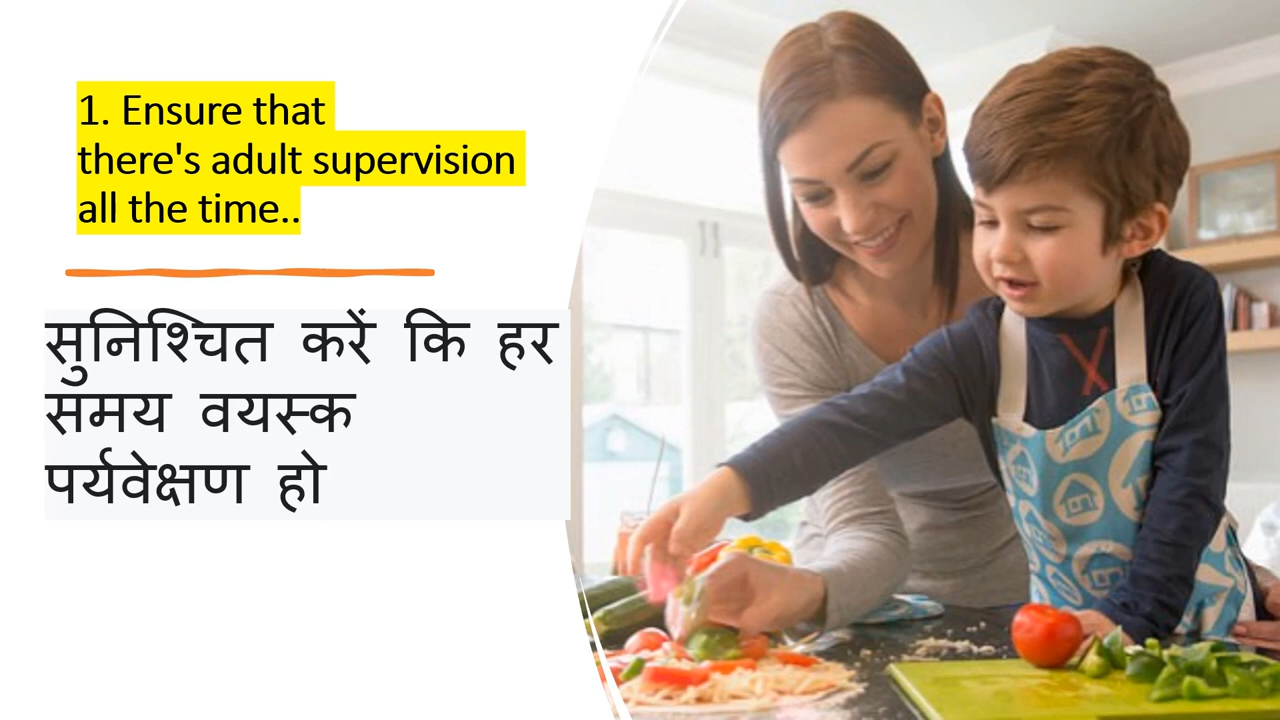 1. Ensure that
there's adult supervision
all the time..
सुनिश्चित करें कि हर
समय वयस्क
पर्यवेक्षण हो